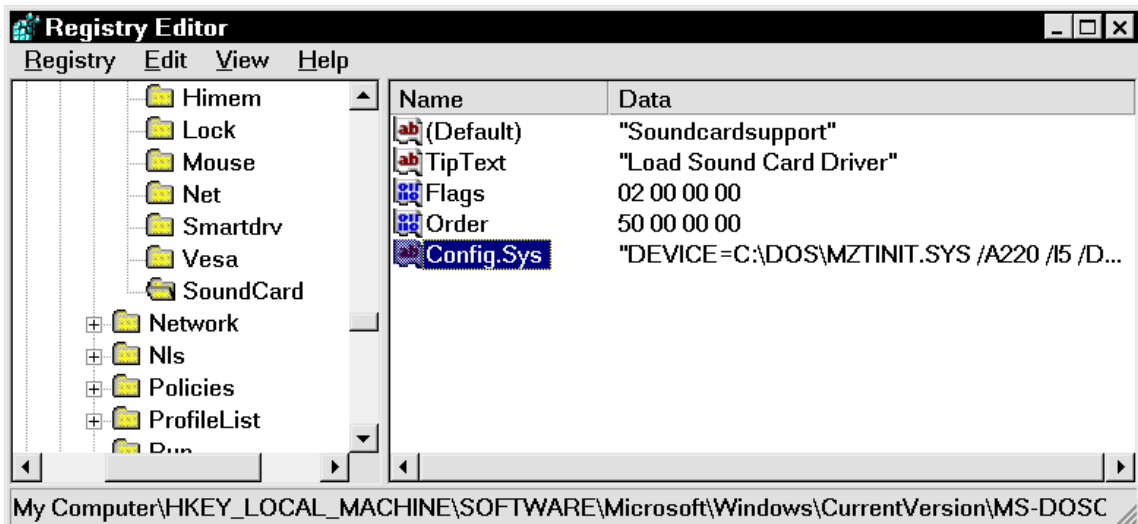 Registry Editor
Registry Edit View Help
Himem
Lock
Mouse
Net
Smartdrv
Vesa
SoundCard
Network
Nls
Policies
ProfileList
Run
Name Data
(Default) "Soundcardsupport"
TipText "Load Sound Card Driver"
Flags 02 00 00 00
Order 50 00 00 00
Config.Sys "DEVICE=C:\DOS\MZTINIT.SYS /A220 /I5 /D...
My Computer\HKEY_LOCAL_MACHINE\SOFTWARE\Microsoft\Windows\CurrentVersion\MS-DOSC